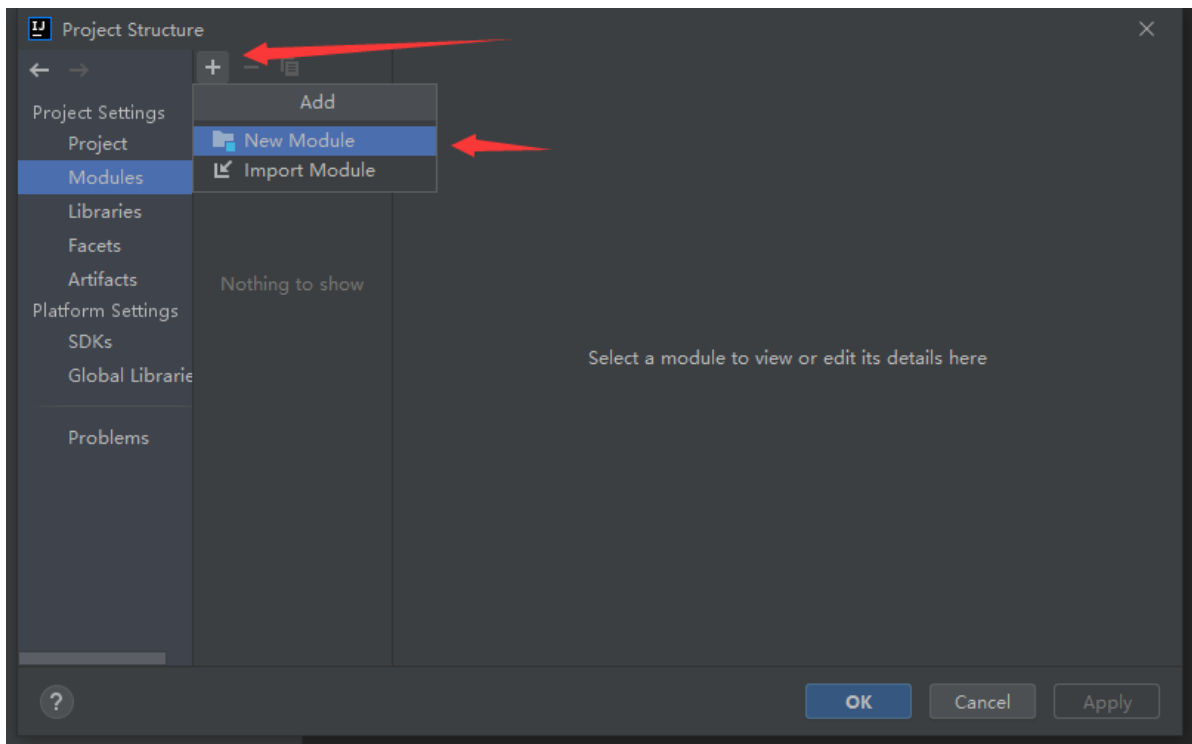 Project Structure
Add
Project Settings
Project
New Module
Modules
Import Module
Libraries
Facets
Artifacts
Nothing to show
Platform Settings
SDKs
Select a module to view or edit its details here
Global Librarie
Problems
?
OK
Cancel
Apply